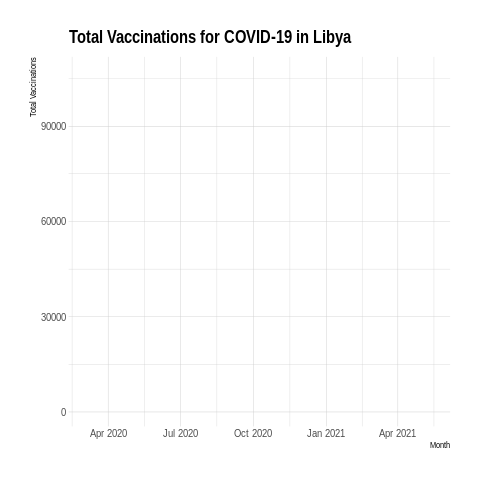 Total Vaccinations for COVID-19 in Libya
Total Vaccinations
90000
60000
30000
0
Apr 2020
Jul 2020
Oct 2020
Jan 2021
Apr 2021
Month